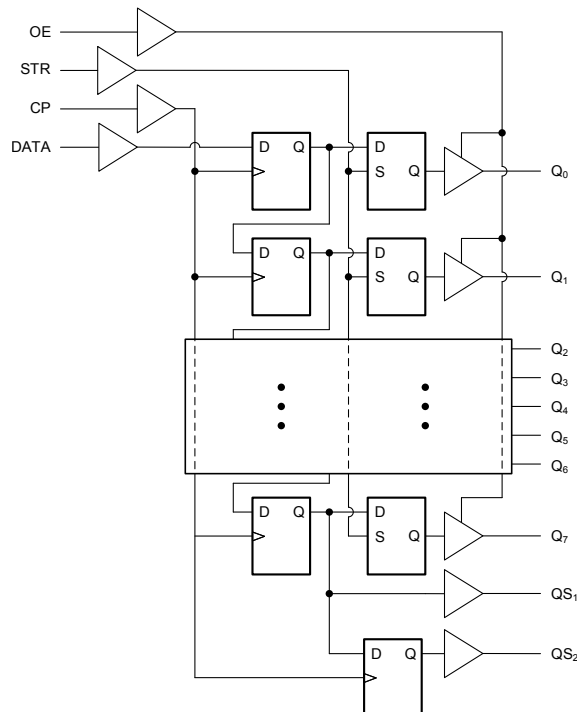 OE
STR
CP
DATA
D Q D
S Q Q₀
D Q D
S Q Q₁
Q₂
Q₃
Q₄
Q₅
Q₆
D Q D
S Q Q₇
QS₁
D Q QS₂